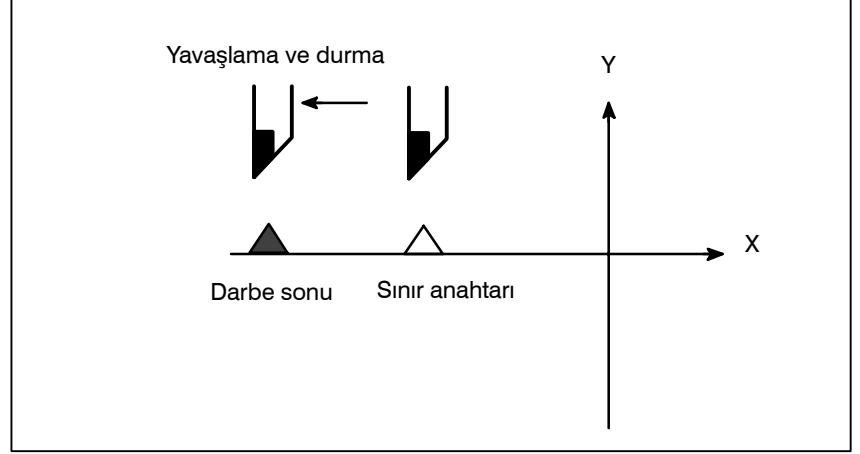 Yavaşlama ve durma
Y
X
Darbe sonu
Sınır anahtarı